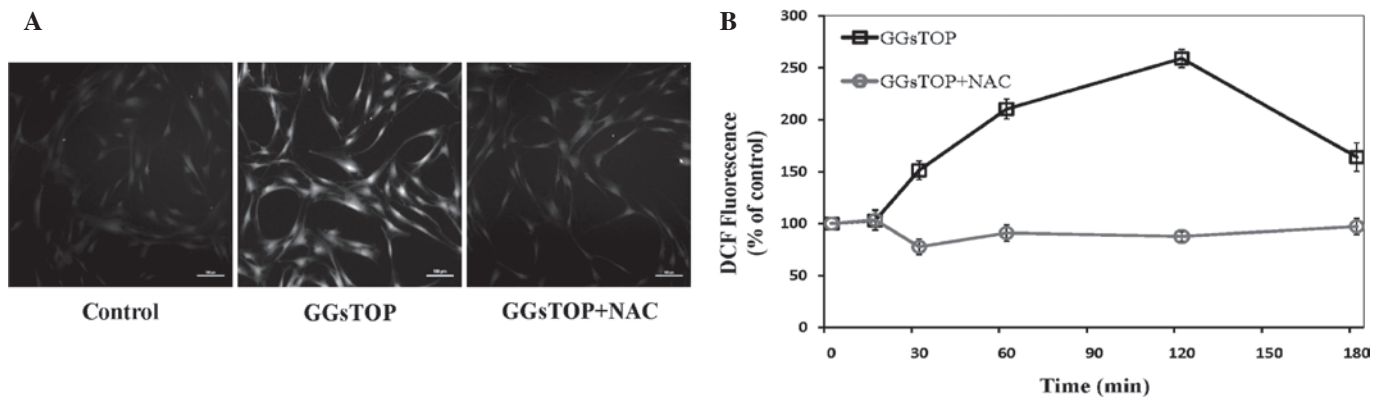 A
Control
GGsTOP
GGsTOP+NAC
B
DCF Fluorescence
(% of control)
300
250
200
150
100
50
0
GGsTOP
GGsTOP+NAC
0 30 60 90 120 150 180
Time (min)